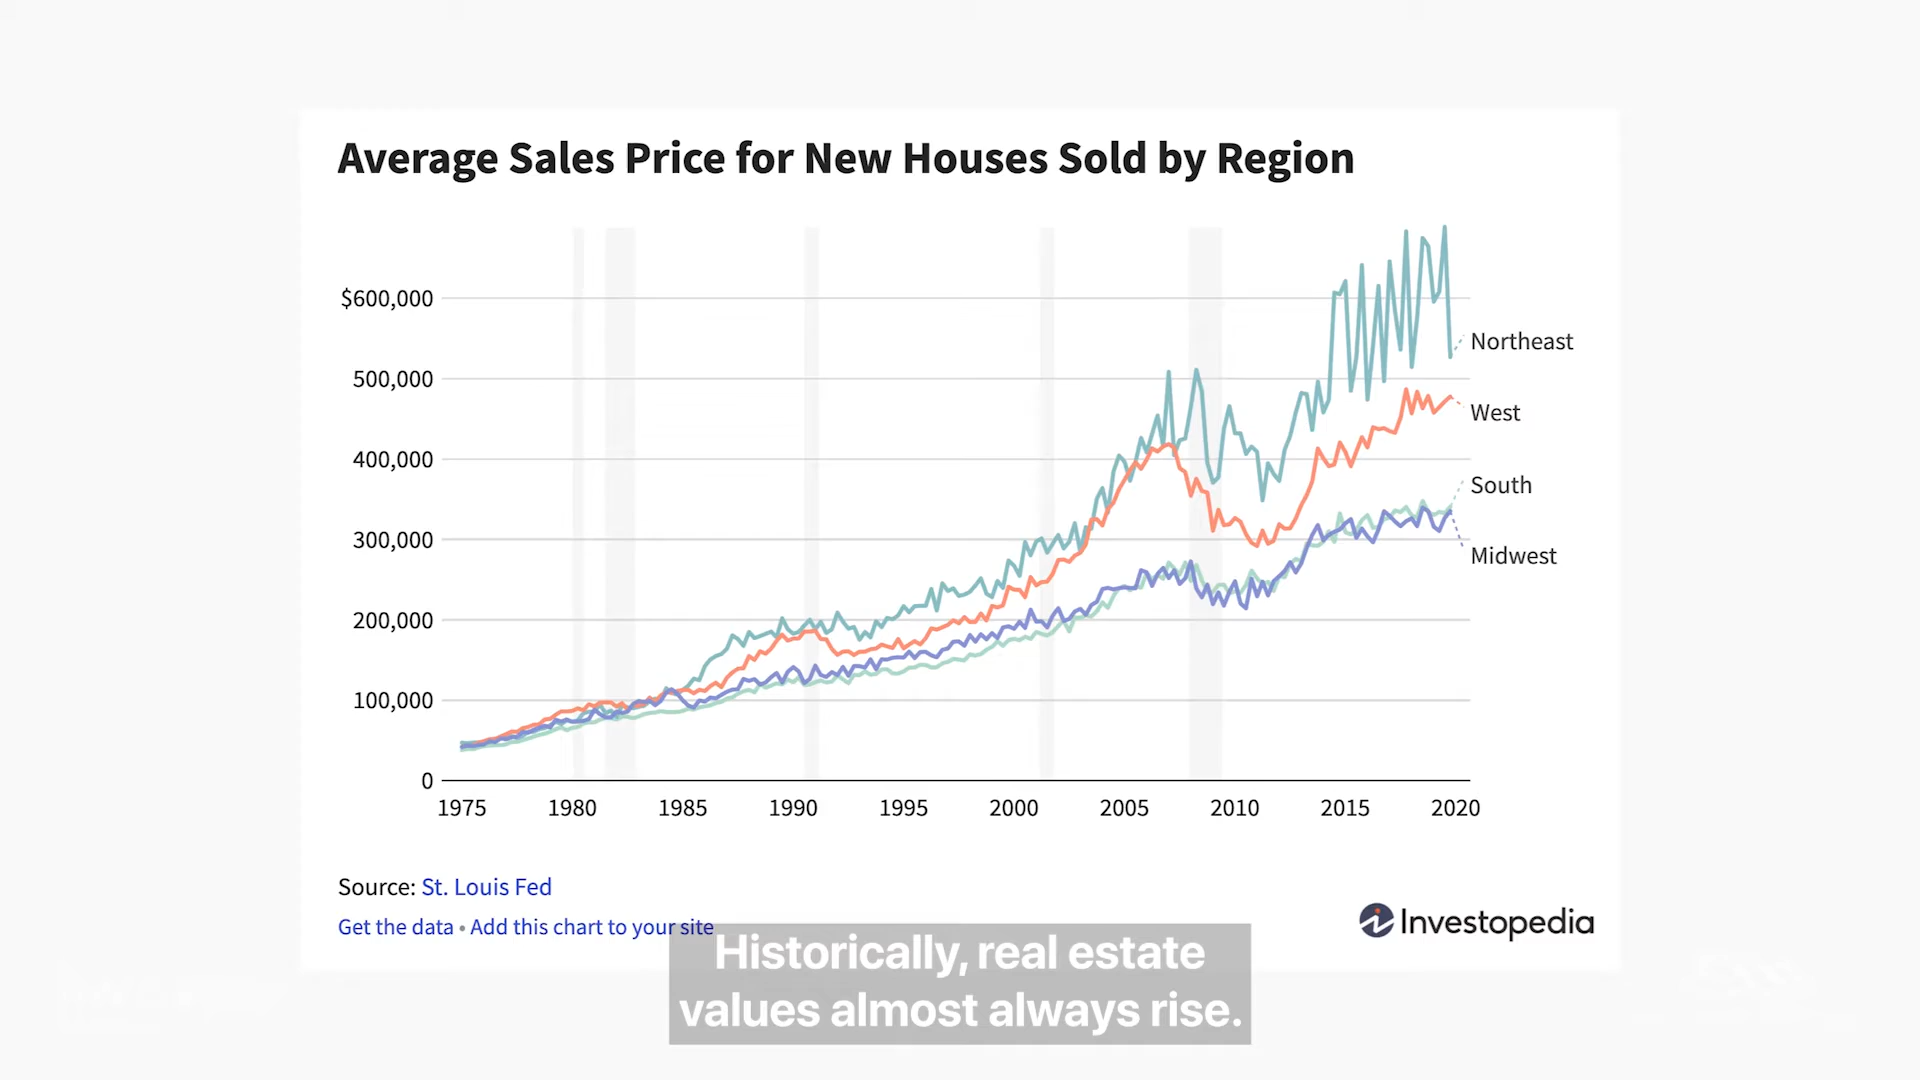 Average Sales Price for New Houses Sold by Region
$600,000
500,000
400,000
300,000
200,000
100,000
0
Northeast
West
South
Midwest
1975 1980 1985 1990 1995 2000 2005 2010 2015 2020
Source: St. Louis Fed
Get the data • Add this chart to your site
Investopedia
Historically, real estate
values almost always rise.